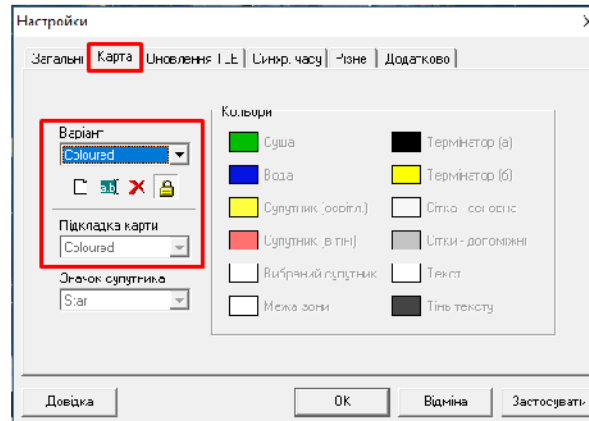 Настройки
Загальні Карта Оновлення TLE Синхр. часу Різне Додатково
Варіант
Coloured
Підкладка карти
Coloured
Значок супутника
Star
Кольори
Суша
Вода
Супутник (освітл.)
Супутник (в тіні)
Вибраний супутник
Межа зони
Термінатор (а)
Термінатор (б)
Сітка - основна
Сітки - допоміжні
Текст
Тінь тексту
Довідка OK Відміна Застосувати